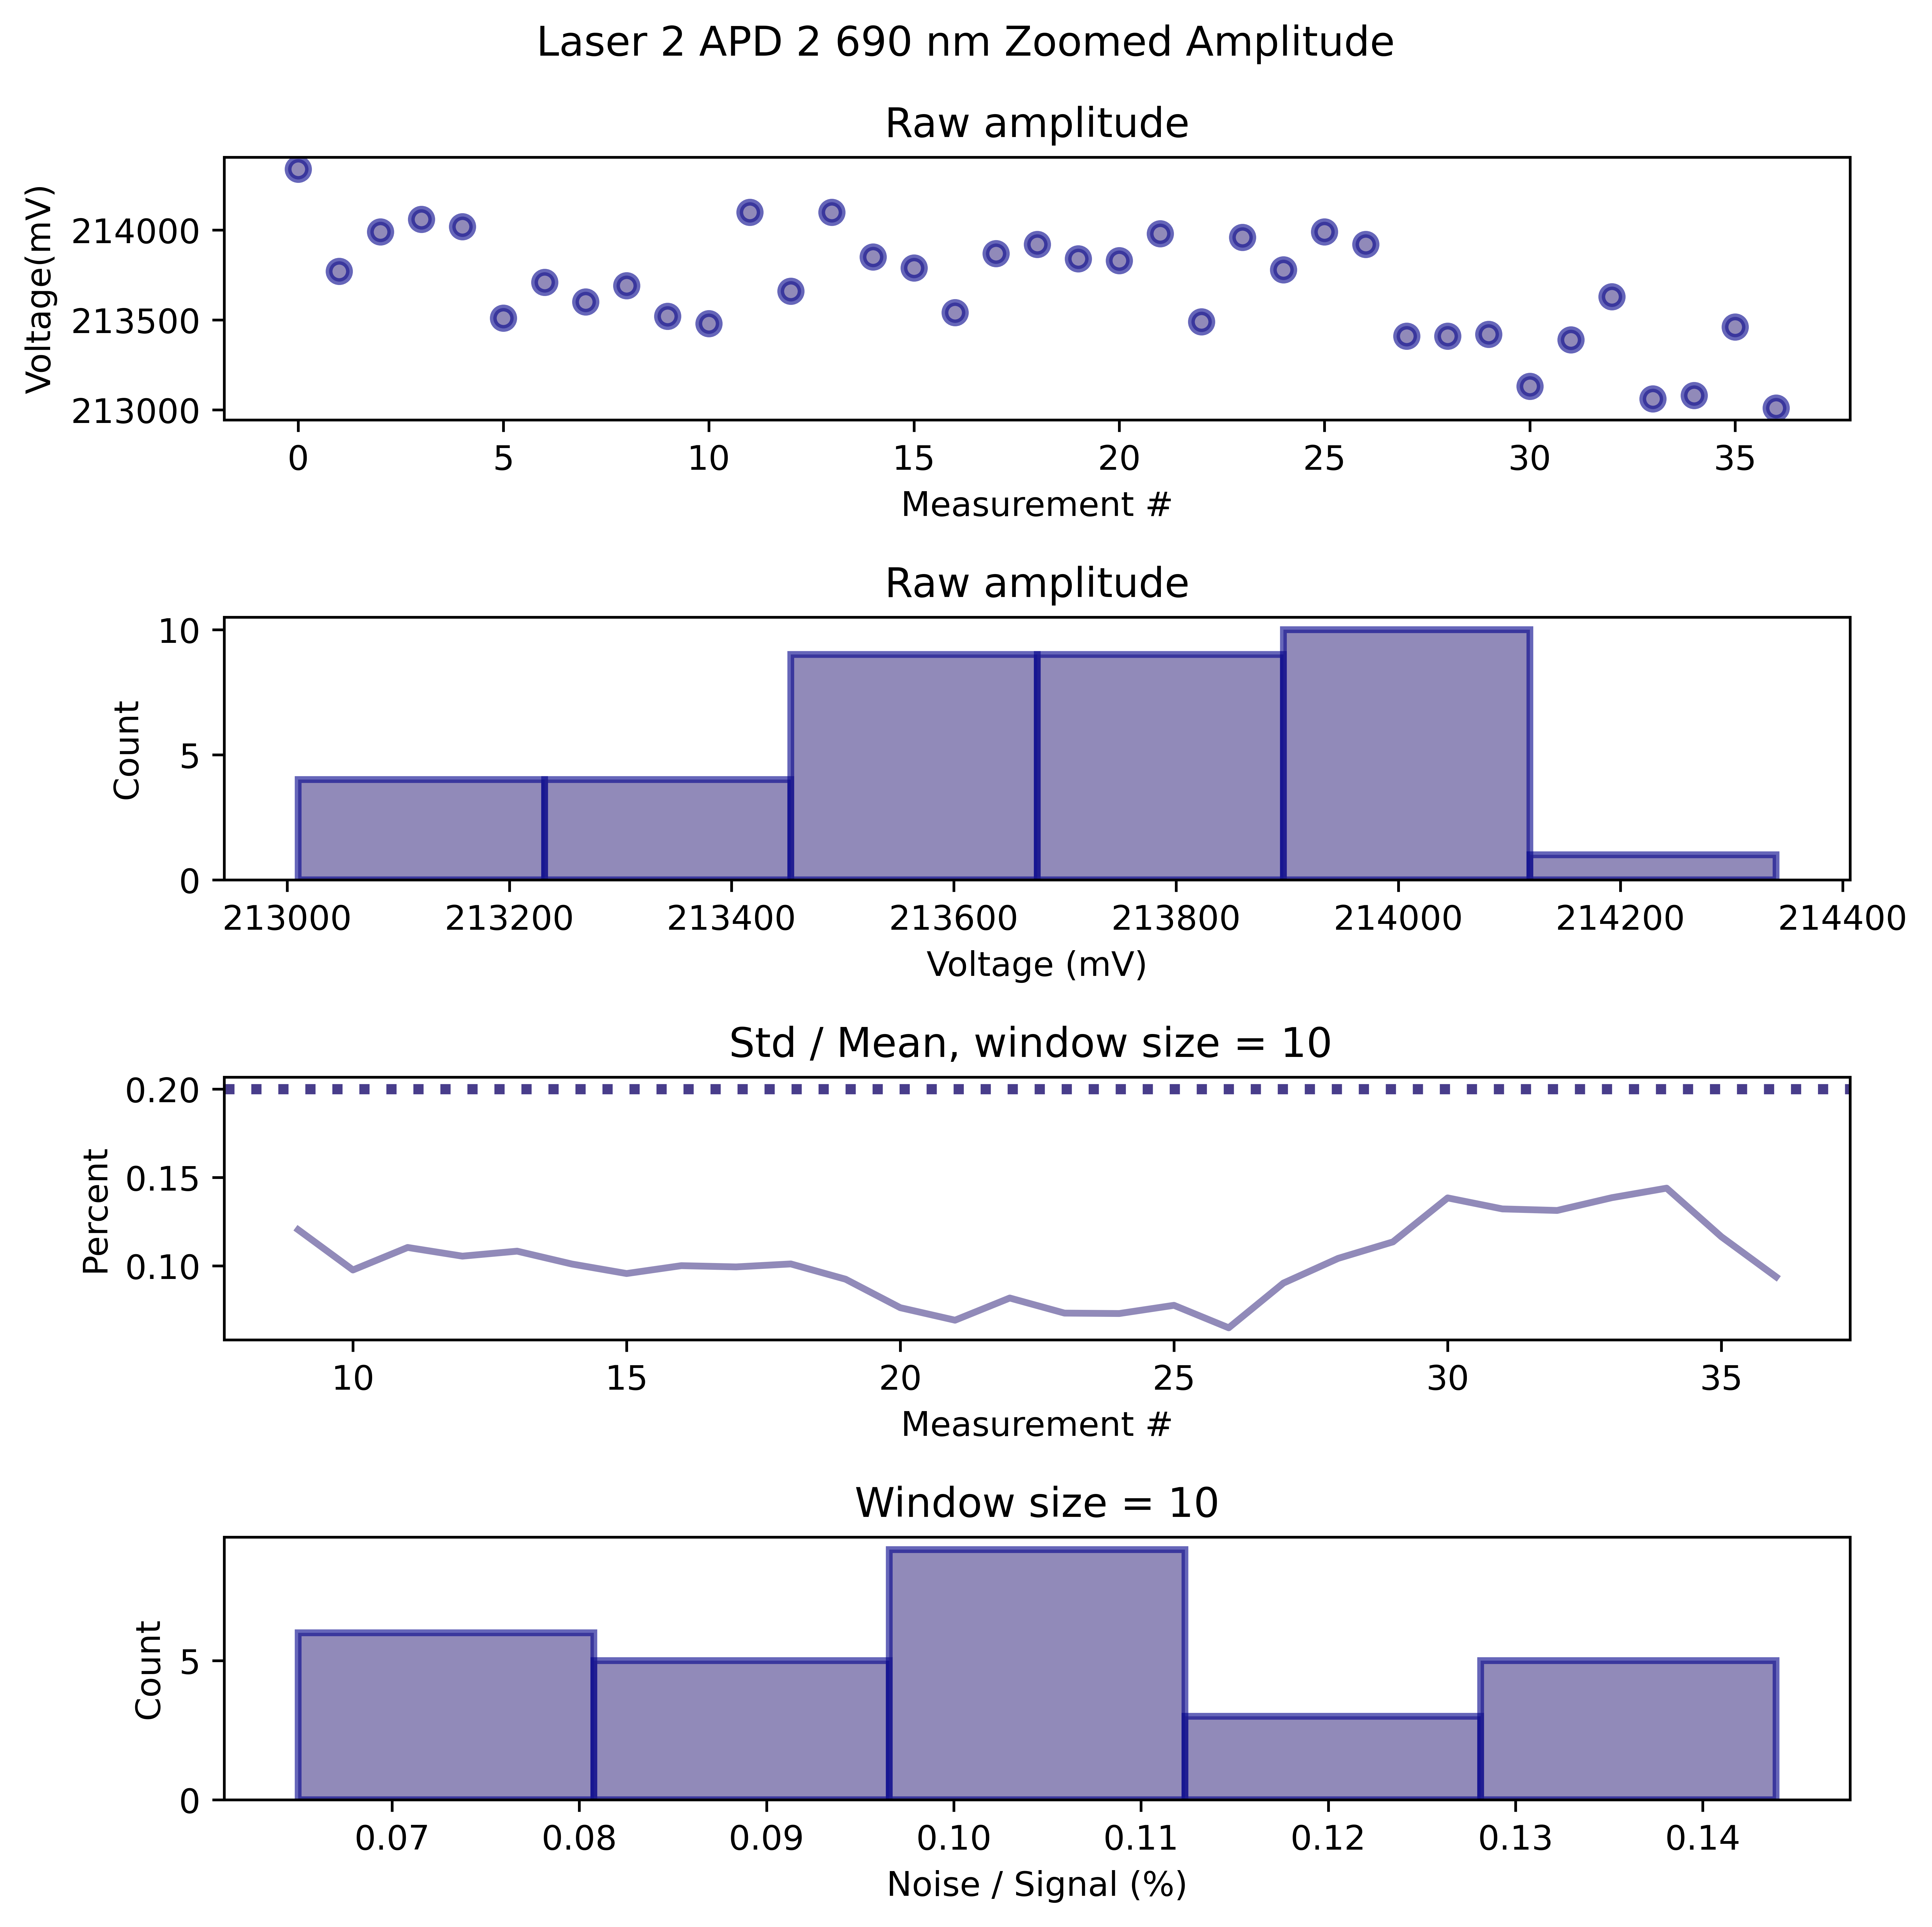 Laser 2 APD 2 690 nm Zoomed Amplitude
Raw amplitude
Voltage(mV)
214000
213500
213000
0 5 10 15 20 25 30 35
Measurement #
Raw amplitude
Count
10
5
0
213000 213200 213400 213600 213800 214000 214200 214400
Voltage (mV)
Std / Mean, window size = 10
Percent
0.20
0.15
0.10
10 15 20 25 30 35
Measurement #
Window size = 10
Count
5
0
0.07 0.08 0.09 0.10 0.11 0.12 0.13 0.14
Noise / Signal (%)